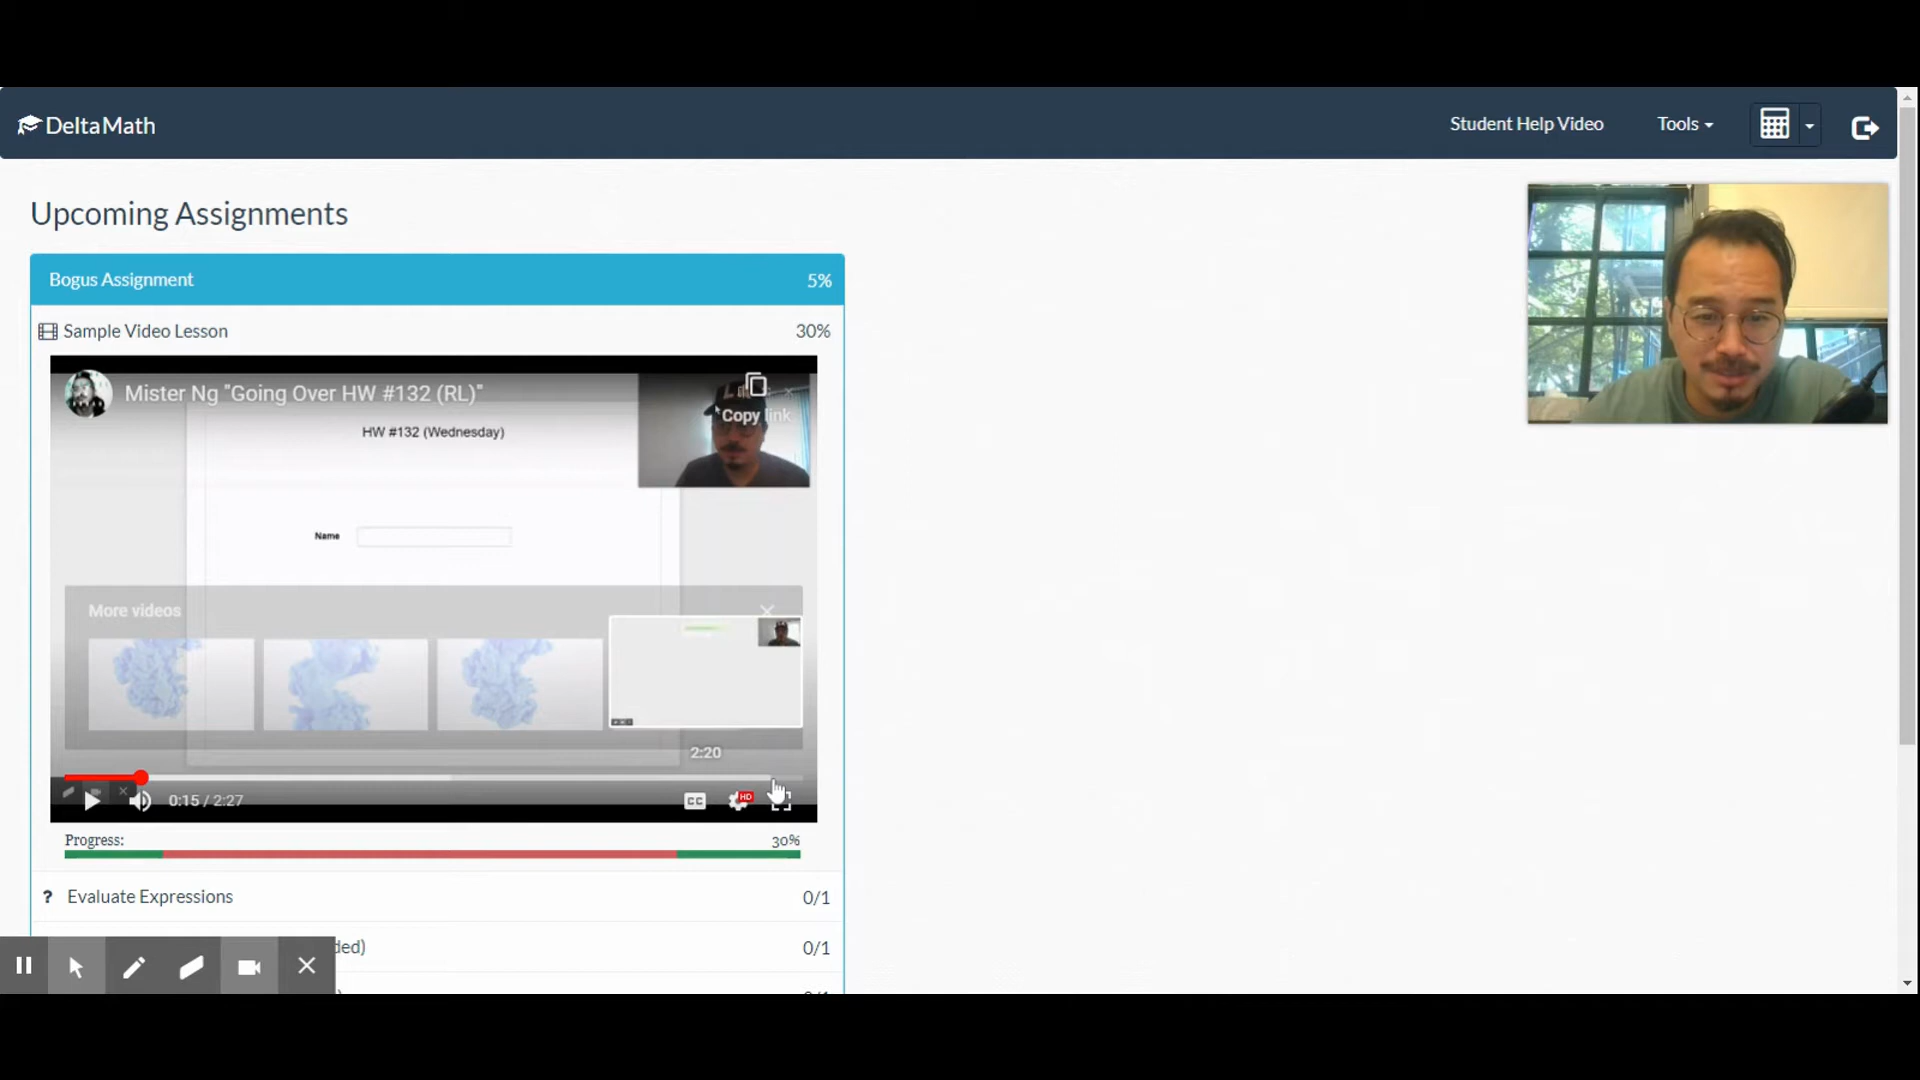 DeltaMath
Student Help Video
Tools
Upcoming Assignments
Bogus Assignment 5%
Sample Video Lesson 30%
Mister Ng "Going Over HW #132 (RL)"
Copy link
HW #132 (Wednesday)
Name
More videos
2:20
0:15 / 2:27
CC
HD
Progress: 30%
? Evaluate Expressions 0/1
ded) 0/1